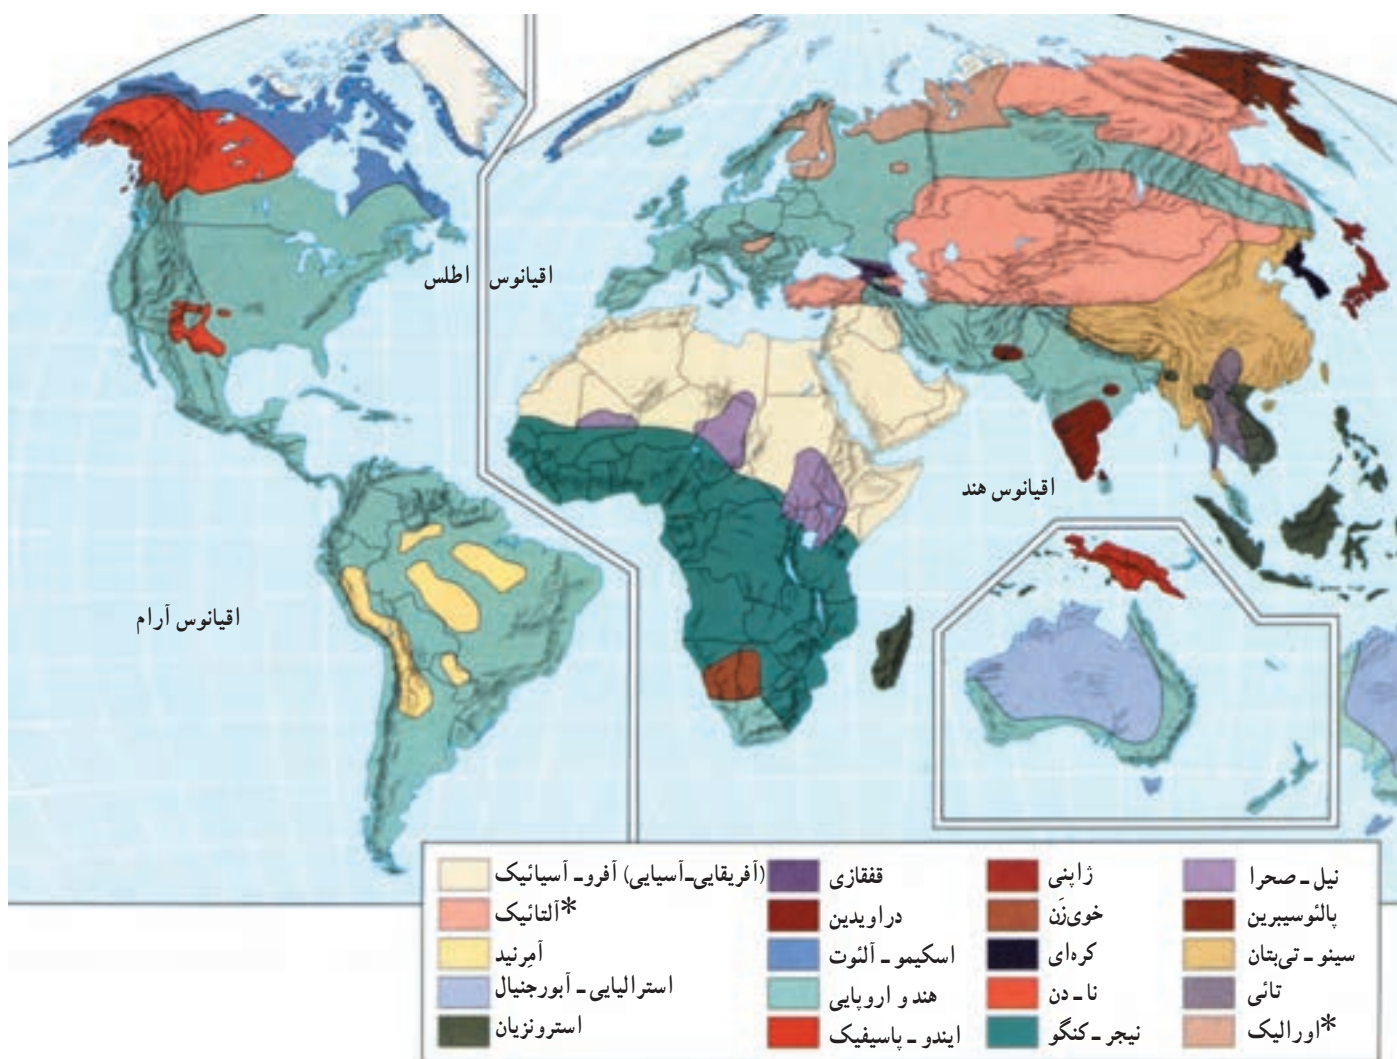 اقیانوس اطلس
اقیانوس هند
اقیانوس آرام
نیل ـ صحرا
ژاپنی
قفقازی
(آفریقایی ـ آسیایی) آفرو ـ آسیائیک
پالئوسیبرین
خوی‌زَن
دراویدین
*آلتائیک
سینو ـ تی‌بتان
کره‌ای
اسکیمو ـ آلئوت
آمِرنید
تائی
نا ـ دن
هند و اروپایی
استرالیایی ـ آبورجنیال
*اورالیک
نیجر ـ کنگو
ایندو ـ پاسیفیک
استرونزیان